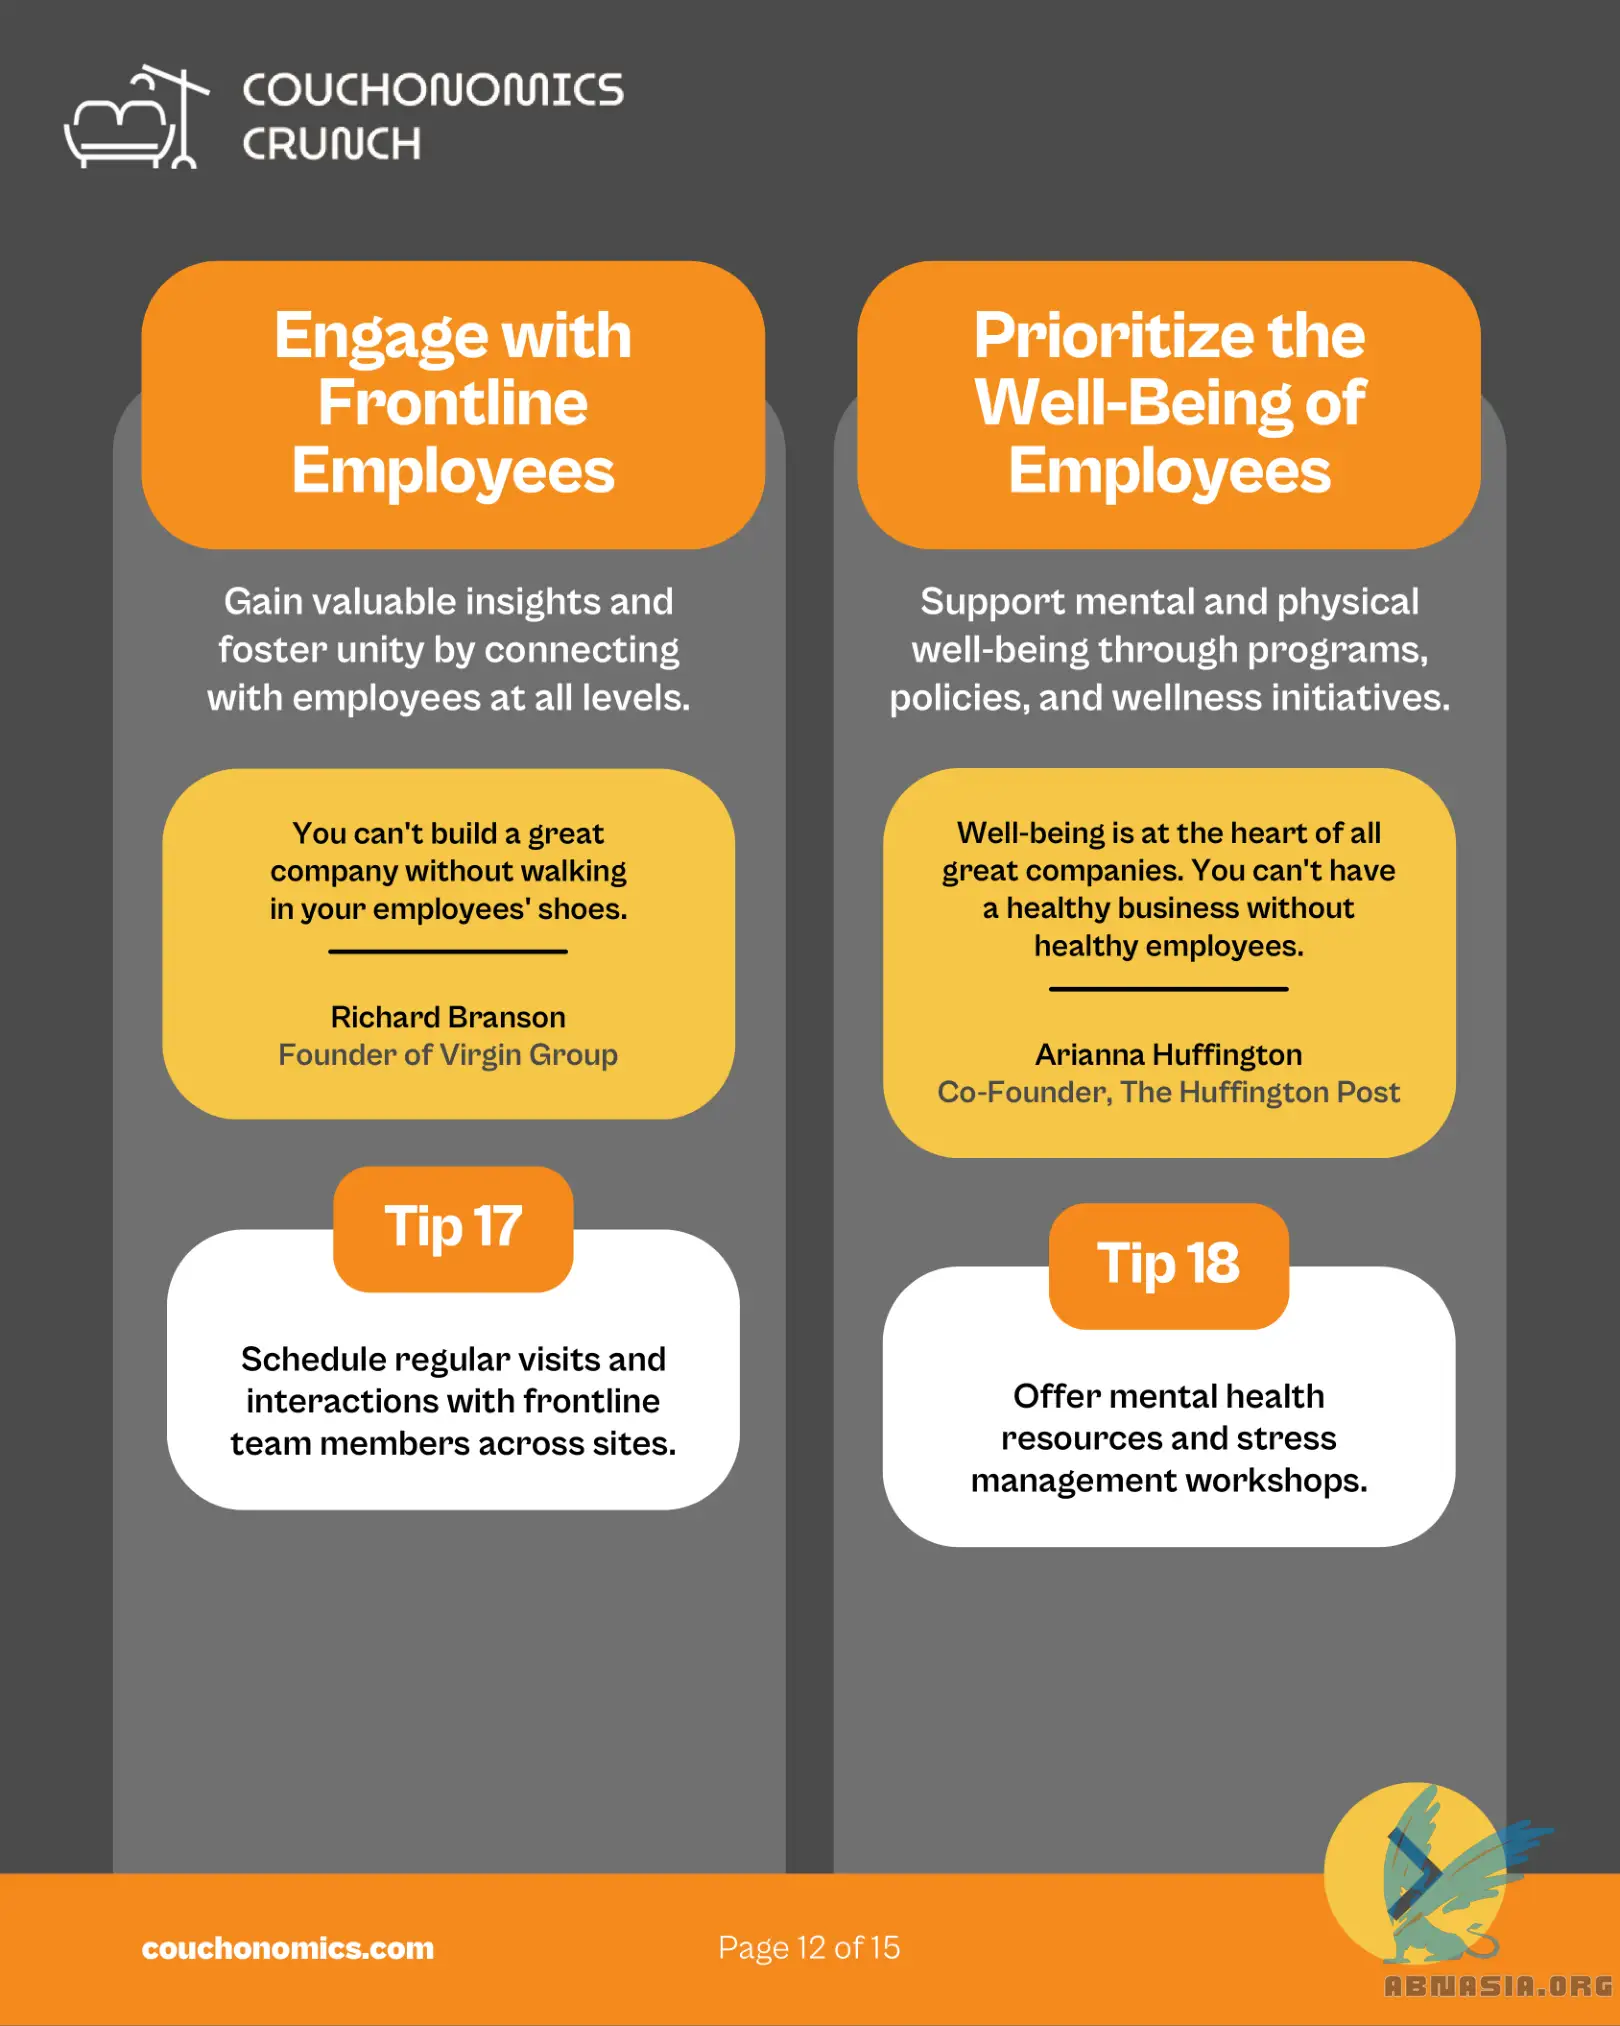 COUCHONOMICS
CRUNCH
Engage with
Frontline
Employees
Gain valuable insights and
foster unity by connecting
with employees at all levels.
You can't build a great
company without walking
in your employees' shoes.
Richard Branson
Founder of Virgin Group
Tip 17
Schedule regular visits and
interactions with frontline
team members across sites.
Prioritize the
Well-Being of
Employees
Support mental and physical
well-being through programs,
policies, and wellness initiatives.
Well-being is at the heart of all
great companies. You can't have
a healthy business without
healthy employees.
Arianna Huffington
Co-Founder, The Huffington Post
Tip 18
Offer mental health
resources and stress
management workshops.
couchonomics.com
Page 12 of 15
ABNASIA.ORG